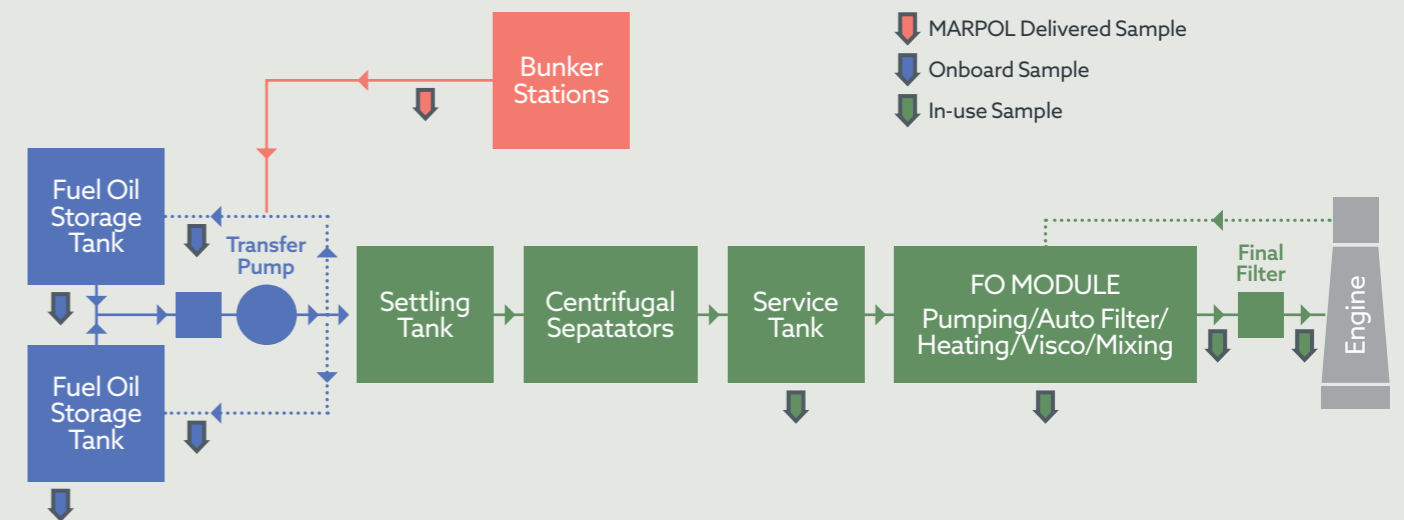 Bunker
Stations
MARPOL Delivered Sample
Onboard Sample
In-use Sample
Fuel Oil
Storage
Tank
Transfer
Pump
Settling
Tank
Centrifugal
Sepatators
Service
Tank
FO MODULE
Pumping/Auto Filter/
Heating/Visco/Mixing
Final
Filter
Engine
Fuel Oil
Storage
Tank